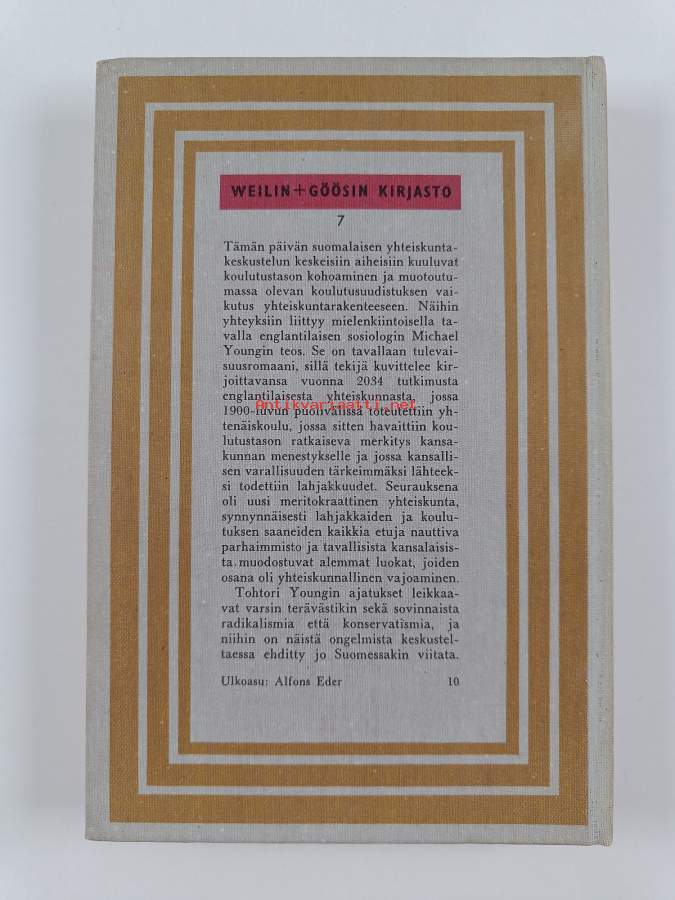 WEILIN+GÖÖSIN KIRJASTO
7
Tämän päivän suomalaisen yhteiskunta-
keskustelun keskeisiin aiheisiin kuuluvat
koulutustason kohoaminen ja muotoutu-
massa olevan koulutusuudistuksen vai-
kutus yhteiskuntarakenteeseen. Näihin
yhteyksiin liittyy mielenkiintoisella ta-
valla englantilaisen sosiologin Michael
Youngin teos. Se on tavallaan tulevai-
suusromaani, sillä tekijä kuvittelee kir-
joittavansa vuonna 2034 tutkimusta
englantilaisesta yhteiskunnasta, jossa
Antikvariaatti.net
1900-luvun puolivälissä toteutettiin yh-
tenäiskoulu, jossa sitten havaittiin kou-
lutustason ratkaiseva merkitys kansa-
kunnan menestykselle ja jossa kansalli-
sen varallisuuden tärkeimmäksi lähteek-
si todettiin lahjakkuudet. Seurauksena
oli uusi meritokraattinen yhteiskunta,
synnynnäisesti lahjakkaiden ja koulu-
tuksen saaneiden kaikkia etuja nauttiva
parhaimmisto ja tavallisista kansalaisis-
ta muodostuvat alemmat luokat, joiden
osana oli yhteiskunnallinen vajoaminen.
Tohtori Youngin ajatukset leikkaa-
vat varsin terävästikin sekä sovinnaista
radikalismia että konservatismia, ja
niihin on näistä ongelmista keskustel-
taessa ehditty jo Suomessakin viitata.
Ulkoasu: Alfons Eder 10